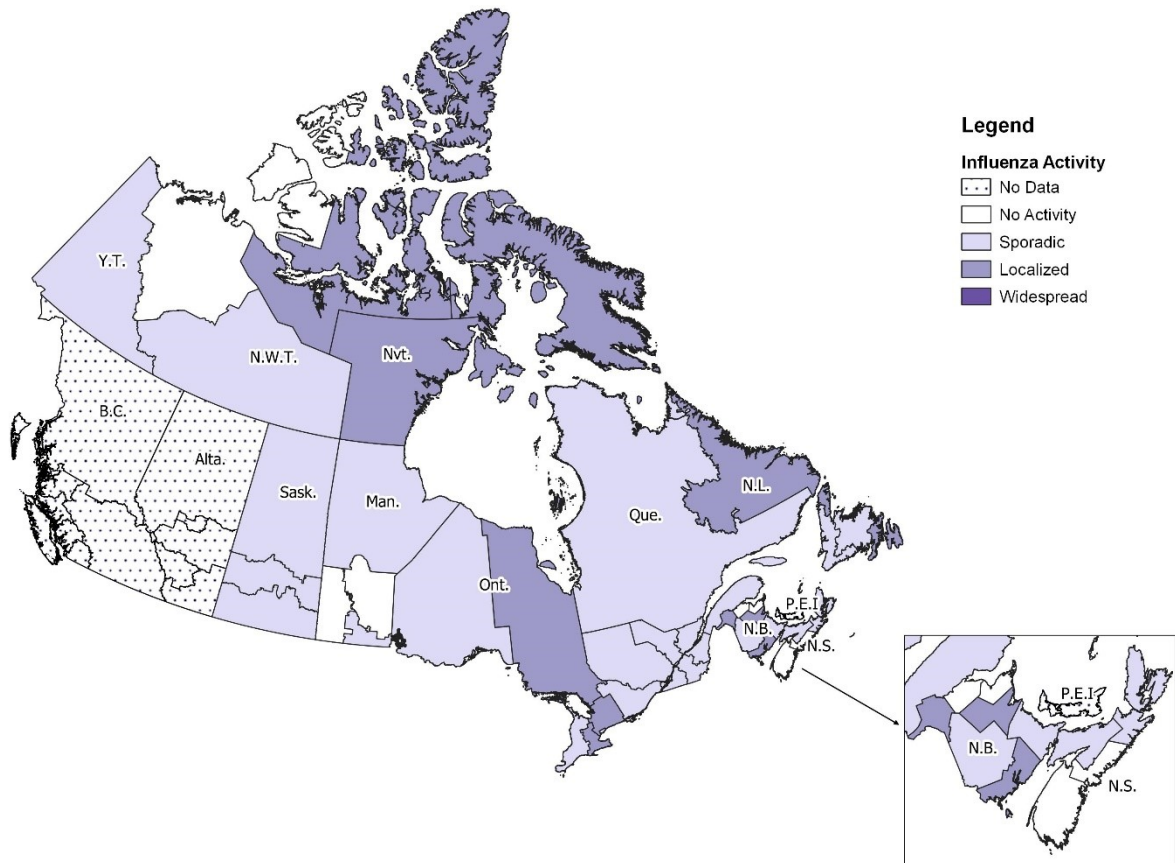 Legend
Influenza Activity
No Data
No Activity
Sporadic
Localized
Widespread
Y.T.
N.W.T.
Nvt.
B.C.
Alta.
Sask.
Man.
Ont.
Que.
N.L.
P.E.I
N.B.
N.S.
P.E.I
N.B.
N.S.